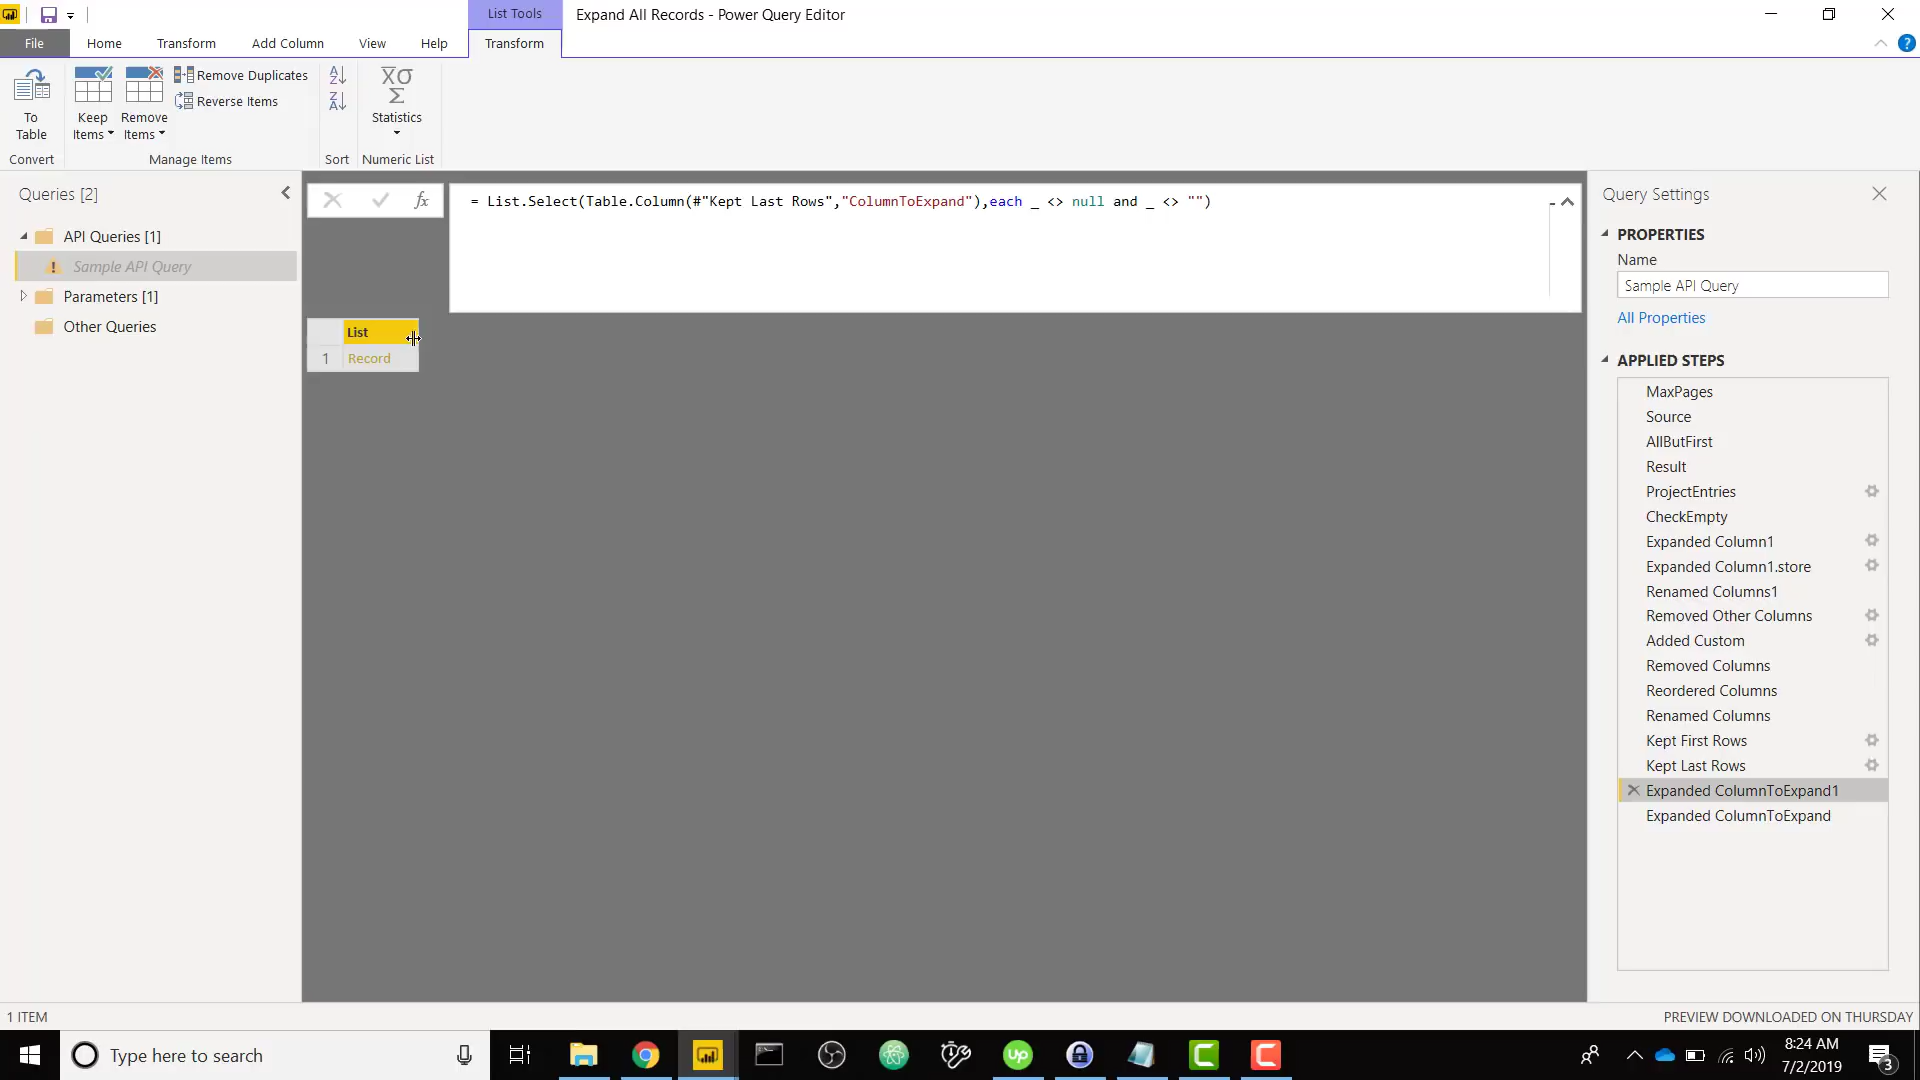 List Tools
Expand All Records - Power Query Editor
File
Home
Transform
Add Column
View
Help
Transform
To
Table
Keep
Items
Remove
Items
Remove Duplicates
Reverse Items
A
Z
Z
A
Statistics
Convert
Manage Items
Sort
Numeric List
Queries [2]
API Queries [1]
Sample API Query
Parameters [1]
Other Queries
fx
= List.Select(Table.Column(#"Kept Last Rows","ColumnToExpand"),each _ <> null and _ <> "")
List
1 Record
Query Settings
PROPERTIES
Name
Sample API Query
All Properties
APPLIED STEPS
MaxPages
Source
AllButFirst
Result
ProjectEntries
CheckEmpty
Expanded Column1
Expanded Column1.store
Renamed Columns1
Removed Other Columns
Added Custom
Removed Columns
Reordered Columns
Renamed Columns
Kept First Rows
Kept Last Rows
Expanded ColumnToExpand1
Expanded ColumnToExpand
1 ITEM
PREVIEW DOWNLOADED ON THURSDAY
Type here to search
up
8:24 AM
7/2/2019
3